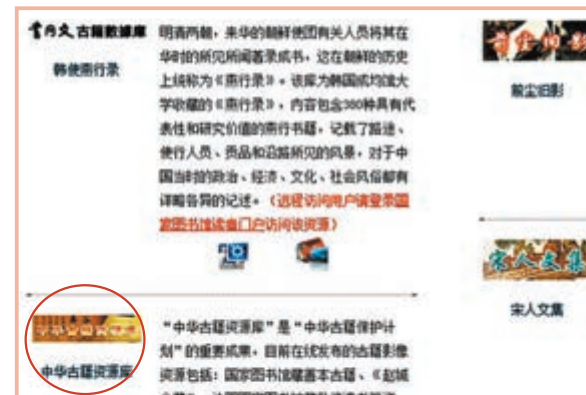 書同文古籍數據庫
韩使燕行录
明清两朝，来华的朝鲜使团有关人员将其在
华时的所见所闻著录成书，这在朝鲜的历史
上统称为《燕行录》。该库为韩国成均馆大
学收藏的《燕行录》，内容包含380种具有代
表性和研究价值的燕行书籍，记载了路途、
使行人员、贡品和沿路所见的风景，对于中
国当时的政治、经济、文化、社会风俗都有
详略各异的记述。（远程访问用户请登录国
家图书馆读者门户访问该资源）
中华古籍资源库
“中华古籍资源库”是“中华古籍保护计
划”的重要成果，目前在线发布的古籍影像
资源包括：国家图书馆藏善本古籍、《赵城
前尘旧影
宋人文集
宋人文集